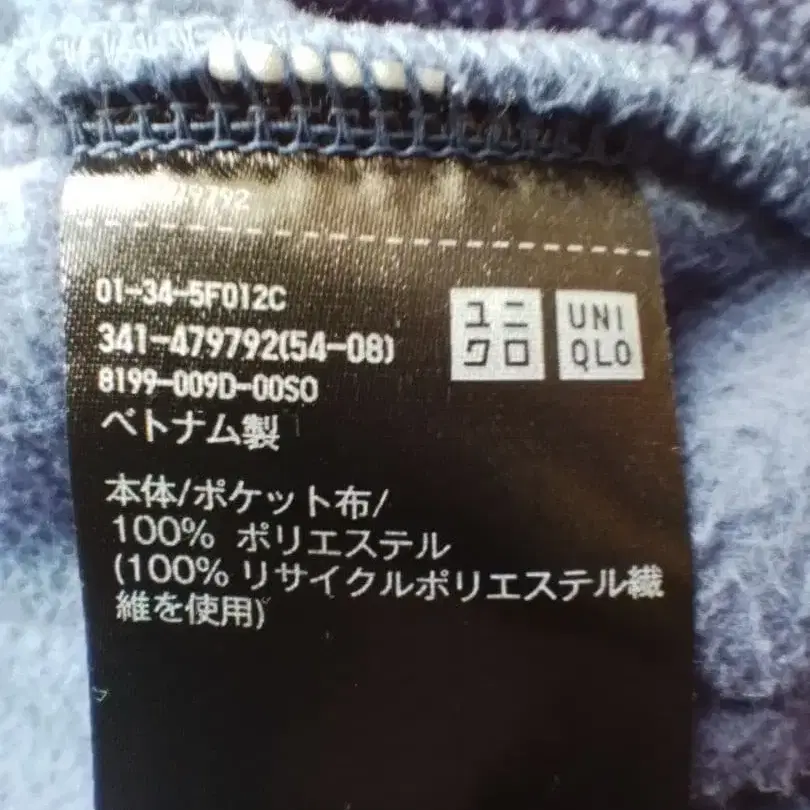 9792
01-34-5F012C
341-479792(54-08)
8199-009D-00SO
ユニ
クロ
UNI
QLO
ベトナム製
本体/ポケット布/
100% ポリエステル
(100% リサイクルポリエステル繊
維を使用)